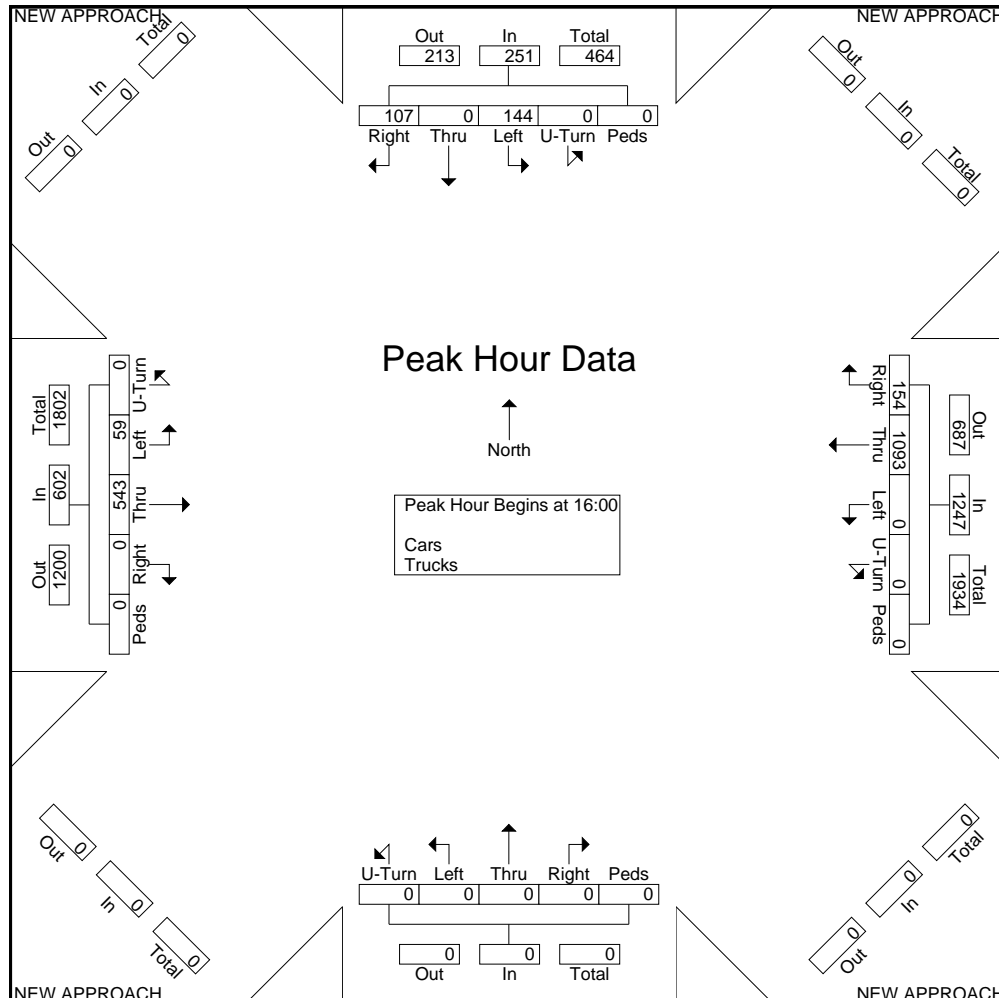 NEW APPROACH
Total
0
In
0
Out
0
Out In Total
213 251 464
107 0 144 0 0
Right Thru Left U-Turn Peds
NEW APPROACH
Out
0
In
0
Total
0
Total
1802
In
602
Out
1200
0 59 543 0 0
U-Turn Left Thru Right Peds
Peak Hour Data
North
Peak Hour Begins at 16:00
Cars
Trucks
Right Thru Left U-Turn Peds
154 1093 0 0 0
Out
687
In
1247
Total
1934
Out
0
In
0
Total
0
NEW APPROACH
U-Turn Left Thru Right Peds
0 0 0 0 0
0 0 0
Out In Total
0
Total
0
In
0
Out
NEW APPROACH